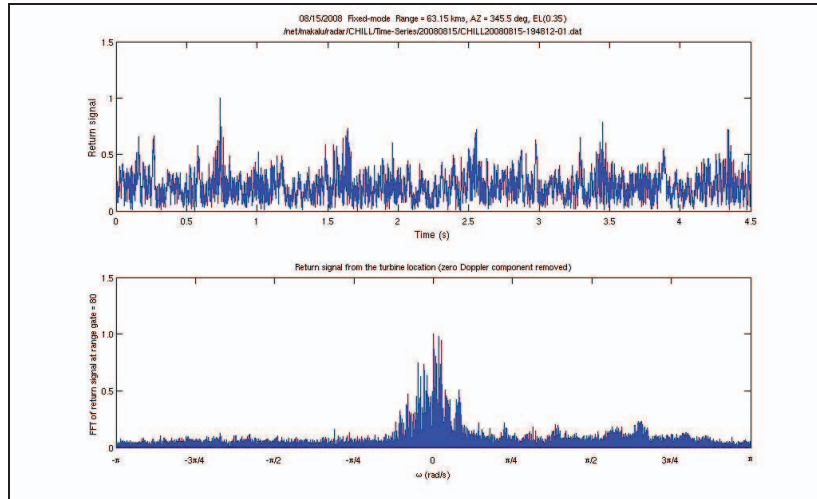 08/15/2008 Fixed-mode Range = 63.15 kms, AZ = 345.5 deg, EL(0.35)
/net/makalu/radar/CHILL/Time-Series/20080815/CHILL20080815-194812-01.dat
1.5
1
0.5
0
Return signal
0 0.5 1 1.5 2 2.5 3 3.5 4 4.5
Time (s)
Return signal from the turbine location (zero Doppler component removed)
1.5
1.0
0.5
0
FFT of return signal at range gate = 80
-π -3π/4 -π/2 -π/4 0 π/4 π/2 3π/4 π
ω (rad/s)